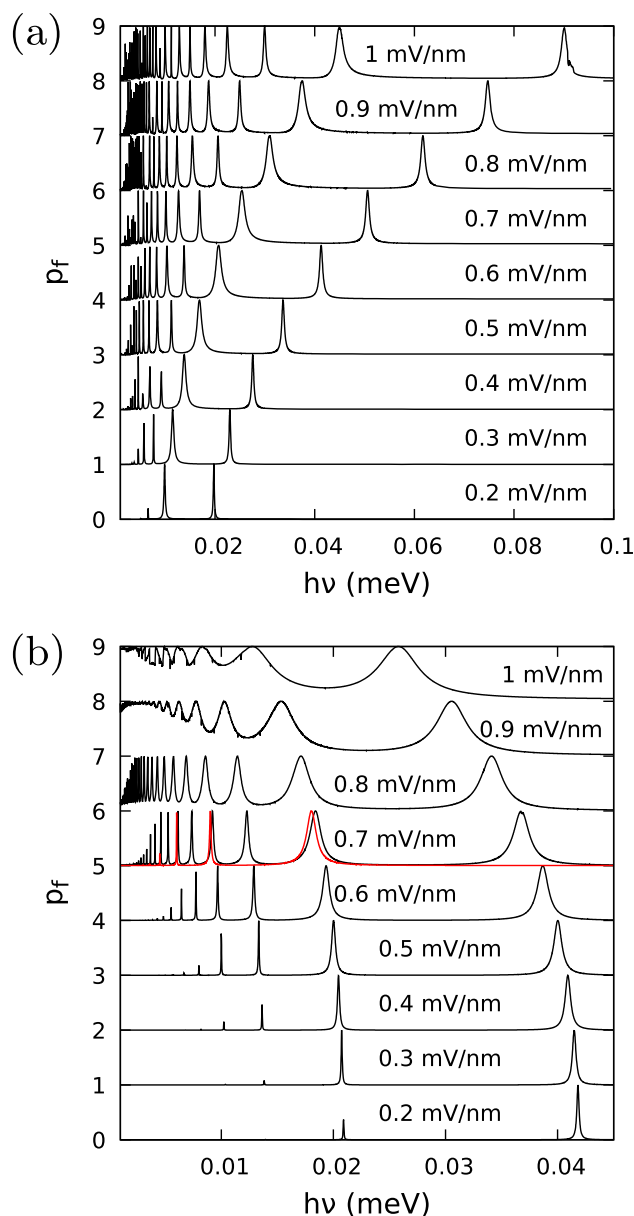 (a)
9
8
7
6
5
4
3
2
1
0
p_f
1 mV/nm
0.9 mV/nm
0.8 mV/nm
0.7 mV/nm
0.6 mV/nm
0.5 mV/nm
0.4 mV/nm
0.3 mV/nm
0.2 mV/nm
0.02 0.04 0.06 0.08 0.1
hν (meV)
(b)
9
8
7
6
5
4
3
2
1
0
p_f
1 mV/nm
0.9 mV/nm
0.8 mV/nm
0.7 mV/nm
0.6 mV/nm
0.5 mV/nm
0.4 mV/nm
0.3 mV/nm
0.2 mV/nm
0.01 0.02 0.03 0.04
hν (meV)